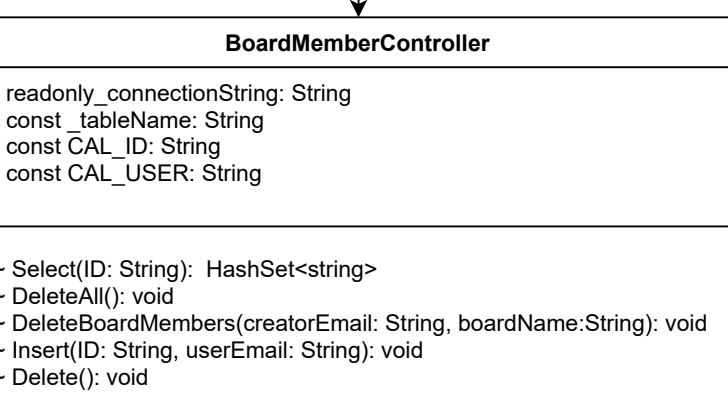 BoardMemberController
readonly_connectionString: String
const _tableName: String
const CAL_ID: String
const CAL_USER: String
~ Select(ID: String):  HashSet<string>
~ DeleteAll(): void
~ DeleteBoardMembers(creatorEmail: String, boardName:String): void
~ Insert(ID: String, userEmail: String): void
~ Delete(): void